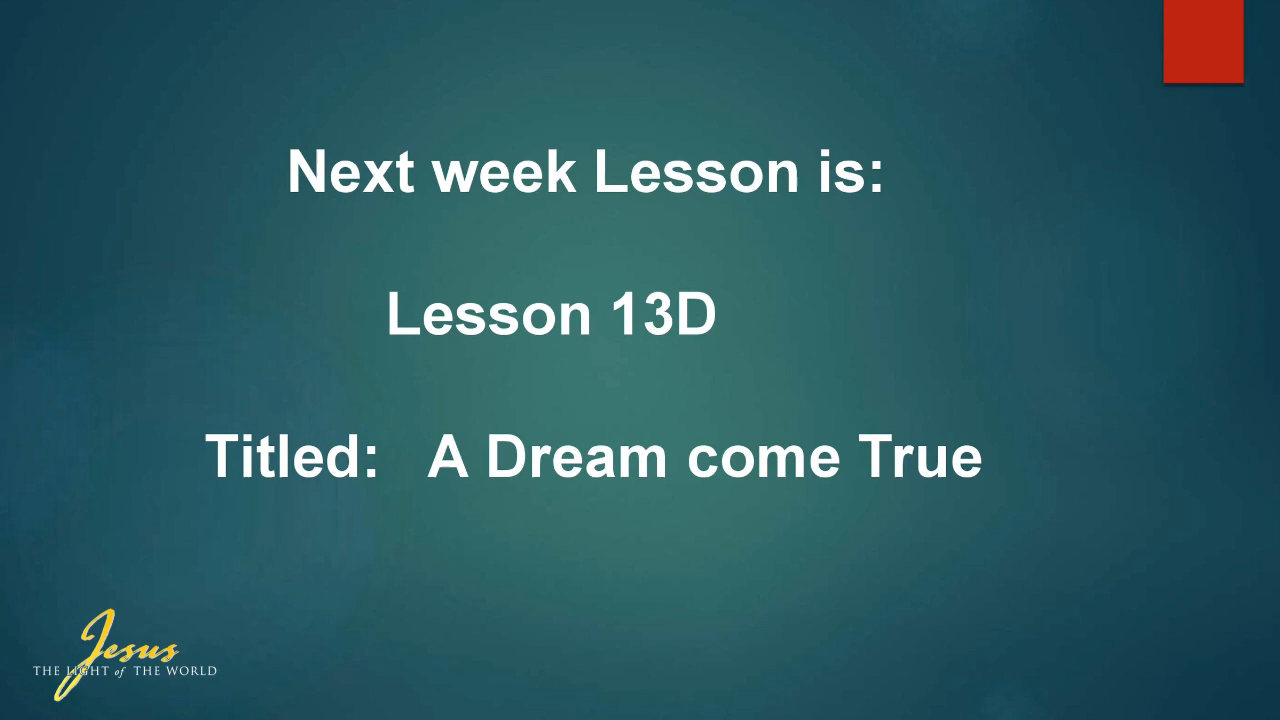 Next week Lesson is:
Lesson 13D
Titled: A Dream come True
Jesus
THE LIGHT of THE WORLD